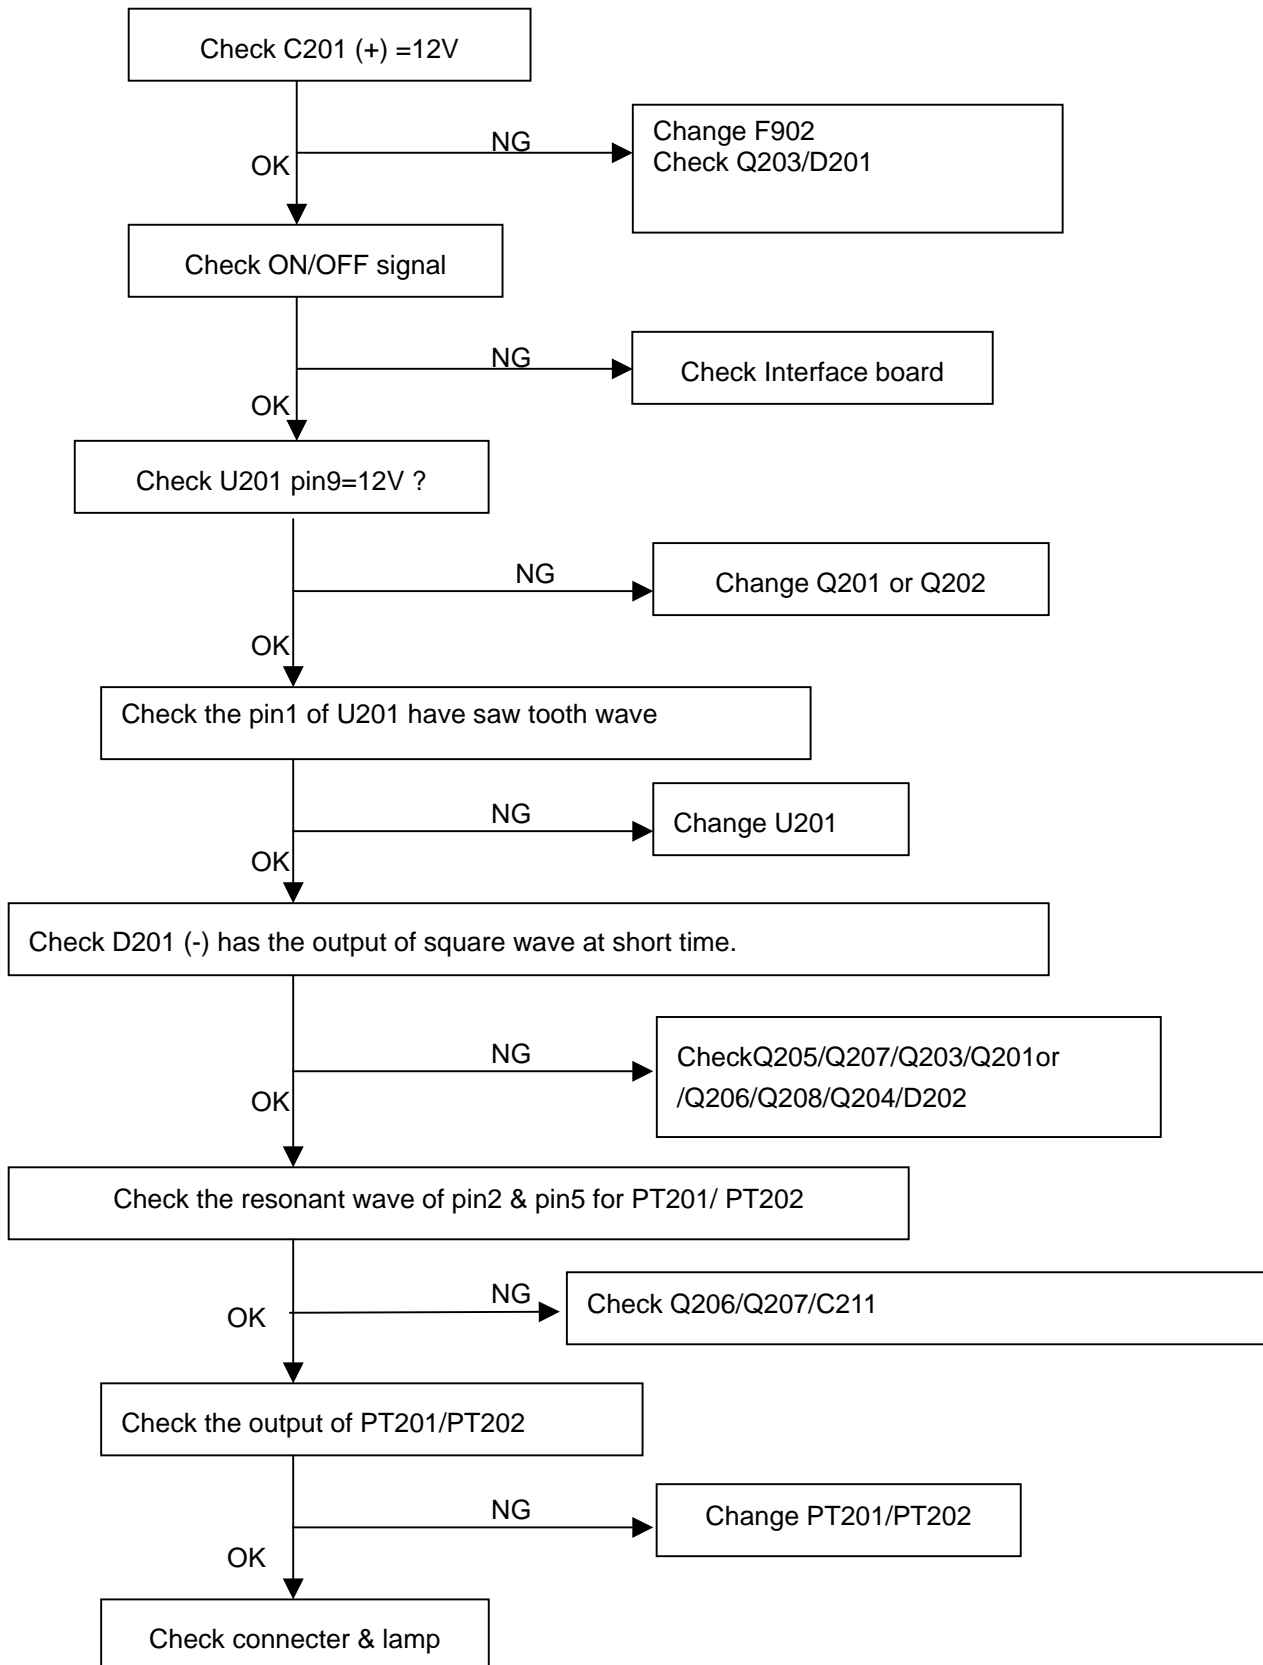 Check C201 (+) =12V
NG
Change F902
Check Q203/D201
OK
Check ON/OFF signal
NG
Check Interface board
OK
Check U201 pin9=12V ?
NG
Change Q201 or Q202
OK
Check the pin1 of U201 have saw tooth wave
NG
Change U201
OK
Check D201 (-) has the output of square wave at short time.
NG
CheckQ205/Q207/Q203/Q201or
/Q206/Q208/Q204/D202
OK
Check the resonant wave of pin2 & pin5 for PT201/ PT202
NG
Check Q206/Q207/C211
OK
Check the output of PT201/PT202
NG
Change PT201/PT202
OK
Check connecter & lamp